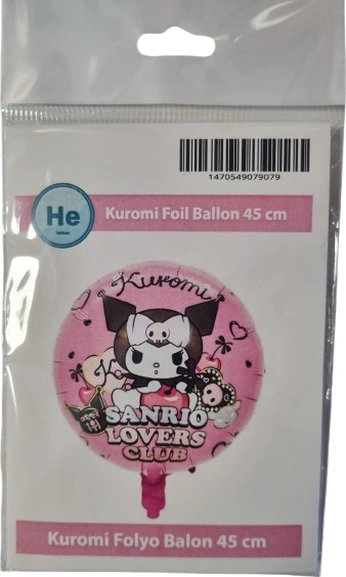 1470549079079
He
Kuromi Foil Ballon 45 cm
Kuromi
SANRIO
LOVERS
CLUB
Kuromi Folyo Balon 45 cm